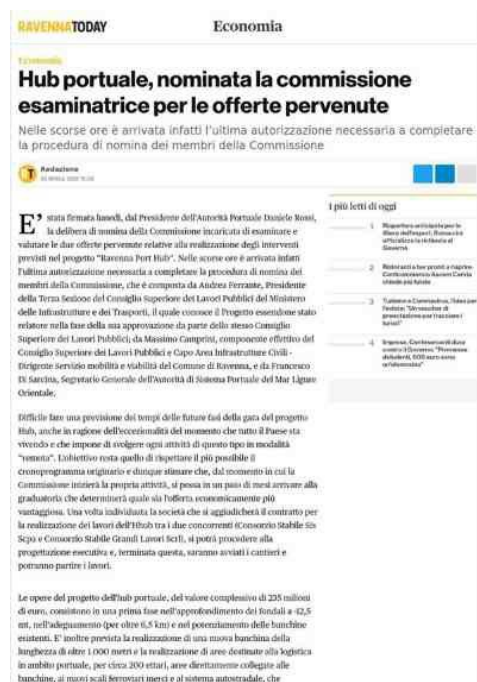 RAVENNATODAY
Economia
Economia
Hub portuale, nominata la commissione
esaminatrice per le offerte pervenute
Nelle scorse ore è arrivata infatti l'ultima autorizzazione necessaria a completare
la procedura di nomina dei membri della Commissione
Redazione
I più letti di oggi
E' stata firmata lunedì, dal Presidente dell'Autorità Portuale Daniele Rossi,
la delibera di nomina della Commissione incaricata di esaminare e
valutare le due offerte pervenute relative alla realizzazione degli interventi
previsti nel progetto "Ravenna Port Hub". Nelle scorse ore è arrivata infatti
l'ultima autorizzazione necessaria a completare la procedura di nomina dei
membri della Commissione, che è composta da Andrea Ferrante, Presidente
della Terza Sezione del Consiglio Superiore dei Lavori Pubblici del Ministero
delle Infrastrutture e dei Trasporti, il quale conosce il Progetto essendone stato
relatore nella fase della sua approvazione da parte dello stesso Consiglio
Superiore dei Lavori Pubblici; da Massimo Camprini, componente effettivo del
Consiglio Superiore dei Lavori Pubblici e Capo Area Infrastrutture Civili -
Dirigente Servizio mobilità e viabilità del Comune di Ravenna, e da Francesco
Di Sarcina, Segretario Generale dell'Autorità di Sistema Portuale del Mar Ligure
Orientale.
Difficile fare una previsione dei tempi delle future fasi della gara del progetto
Hub, anche in ragione dell'eccezionalità del momento che tutto il Paese sta
vivendo e che impone di svolgere ogni attività di questo tipo in modalità
"remota". L'obiettivo resta quello di rispettare il più possibile il
cronoprogramma originario e dunque stimare che, dal momento in cui la
Commissione inizierà la propria attività, si possa in un paio di mesi arrivare alla
graduatoria che determinerà quale sia l'offerta economicamente più
vantaggiosa. Una volta individuata la società che si aggiudicherà il contratto per
la realizzazione dei lavori dell'Hhub tra i due concorrenti (Consorzio Stabile Sis
Scpa e Consorzio Stabile Grandi Lavori Scrl), si potrà procedere alla
progettazione esecutiva e, terminata questa, saranno avviati i cantieri e
potranno partire i lavori.
Le opere del progetto dell'hub portuale, del valore complessivo di 235 milioni
di euro, consistono in una prima fase nell'approfondimento dei fondali a -12,5
mt, nell'adeguamento (per oltre 6,5 km) e nel potenziamento delle banchine
esistenti. E' inoltre prevista la realizzazione di una nuova banchina della
lunghezza di oltre 1.000 metri e la realizzazione di aree destinate alla logistica
in ambito portuale, per circa 200 ettari, aree direttamente collegate alle
banchine, ai nuovi scali ferroviari merci e al sistema autostradale, che
1
2
3
4